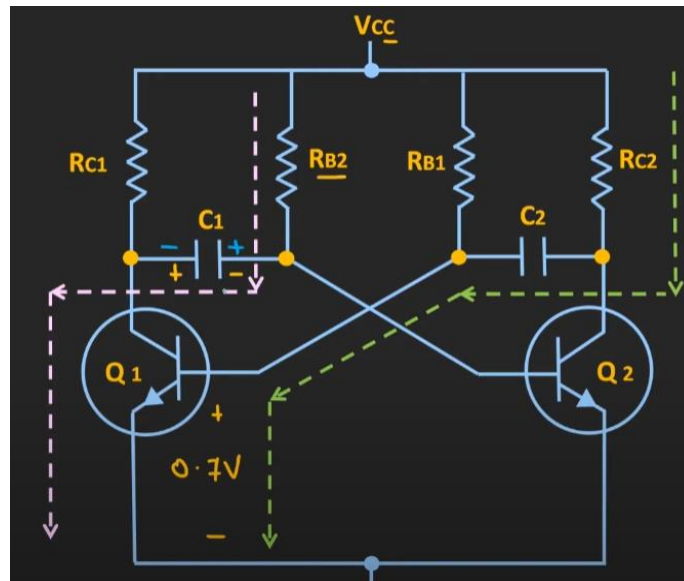 Vcc
RC1
RB2
RB1
RC2
C1
C2
- +
+ -
Q1
Q2
+
0.7V
-